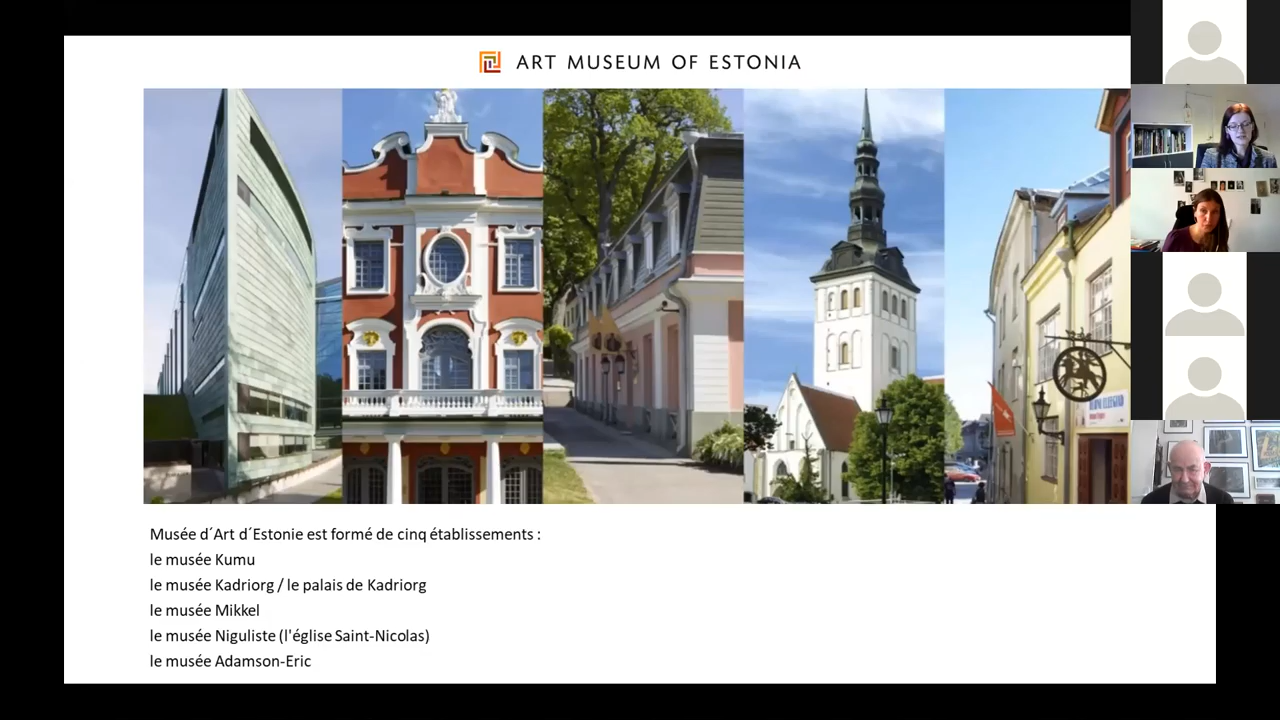 ART MUSEUM OF ESTONIA
Musée d´Art d´Estonie est formé de cinq établissements :
le musée Kumu
le musée Kadriorg / le palais de Kadriorg
le musée Mikkel
le musée Niguliste (l'église Saint-Nicolas)
le musée Adamson-Eric